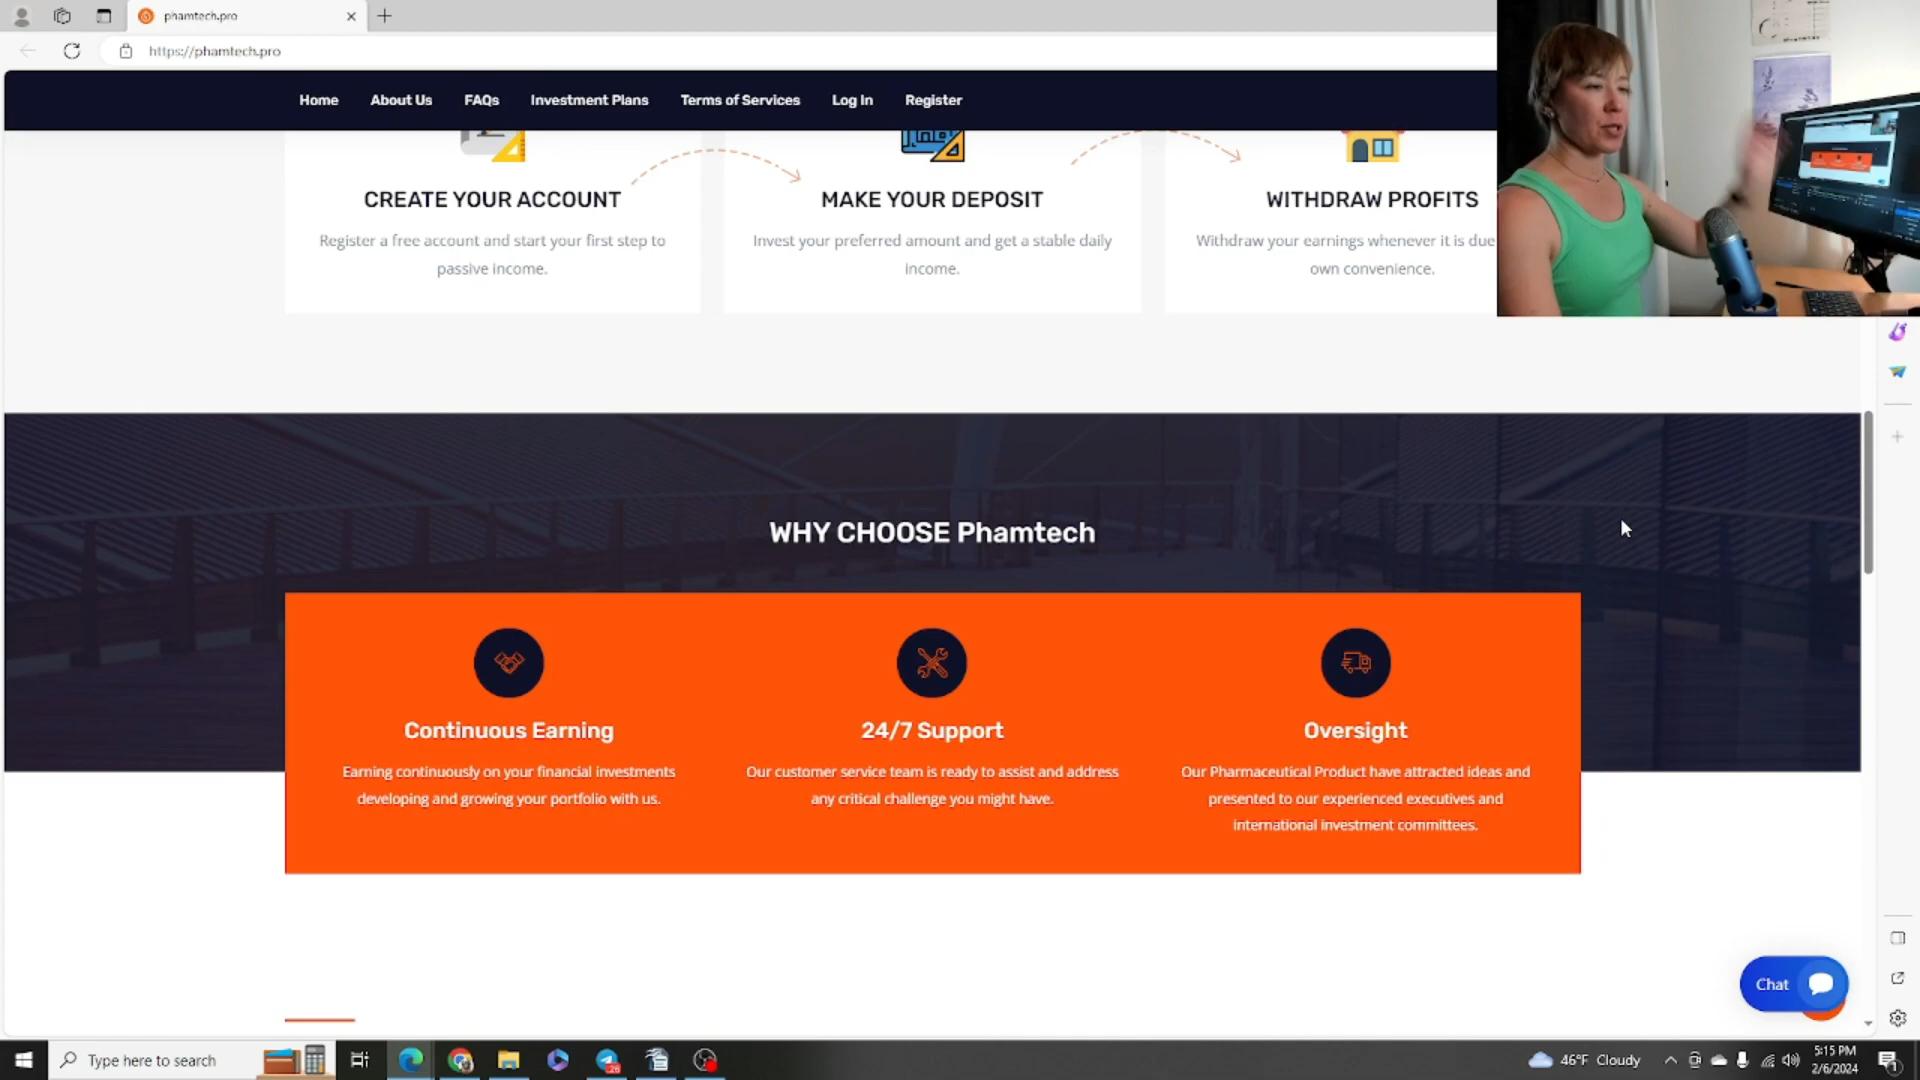 phamtech.pro
https://phamtech.pro
Home About Us FAQs Investment Plans Terms of Services Log In Register
CREATE YOUR ACCOUNT
Register a free account and start your first step to
passive income.
MAKE YOUR DEPOSIT
Invest your preferred amount and get a stable daily
income.
WITHDRAW PROFITS
Withdraw your earnings whenever it is due
own convenience.
WHY CHOOSE Phamtech
Continuous Earning
Earning continuously on your financial investments
developing and growing your portfolio with us.
24/7 Support
Our customer service team is ready to assist and address
any critical challenge you might have.
Oversight
Our Pharmaceutical Product have attracted ideas and
presented to our experienced executives and
international investment committees.
Chat
Type here to search
26
46°F Cloudy
5:15 PM
2/6/2024
1